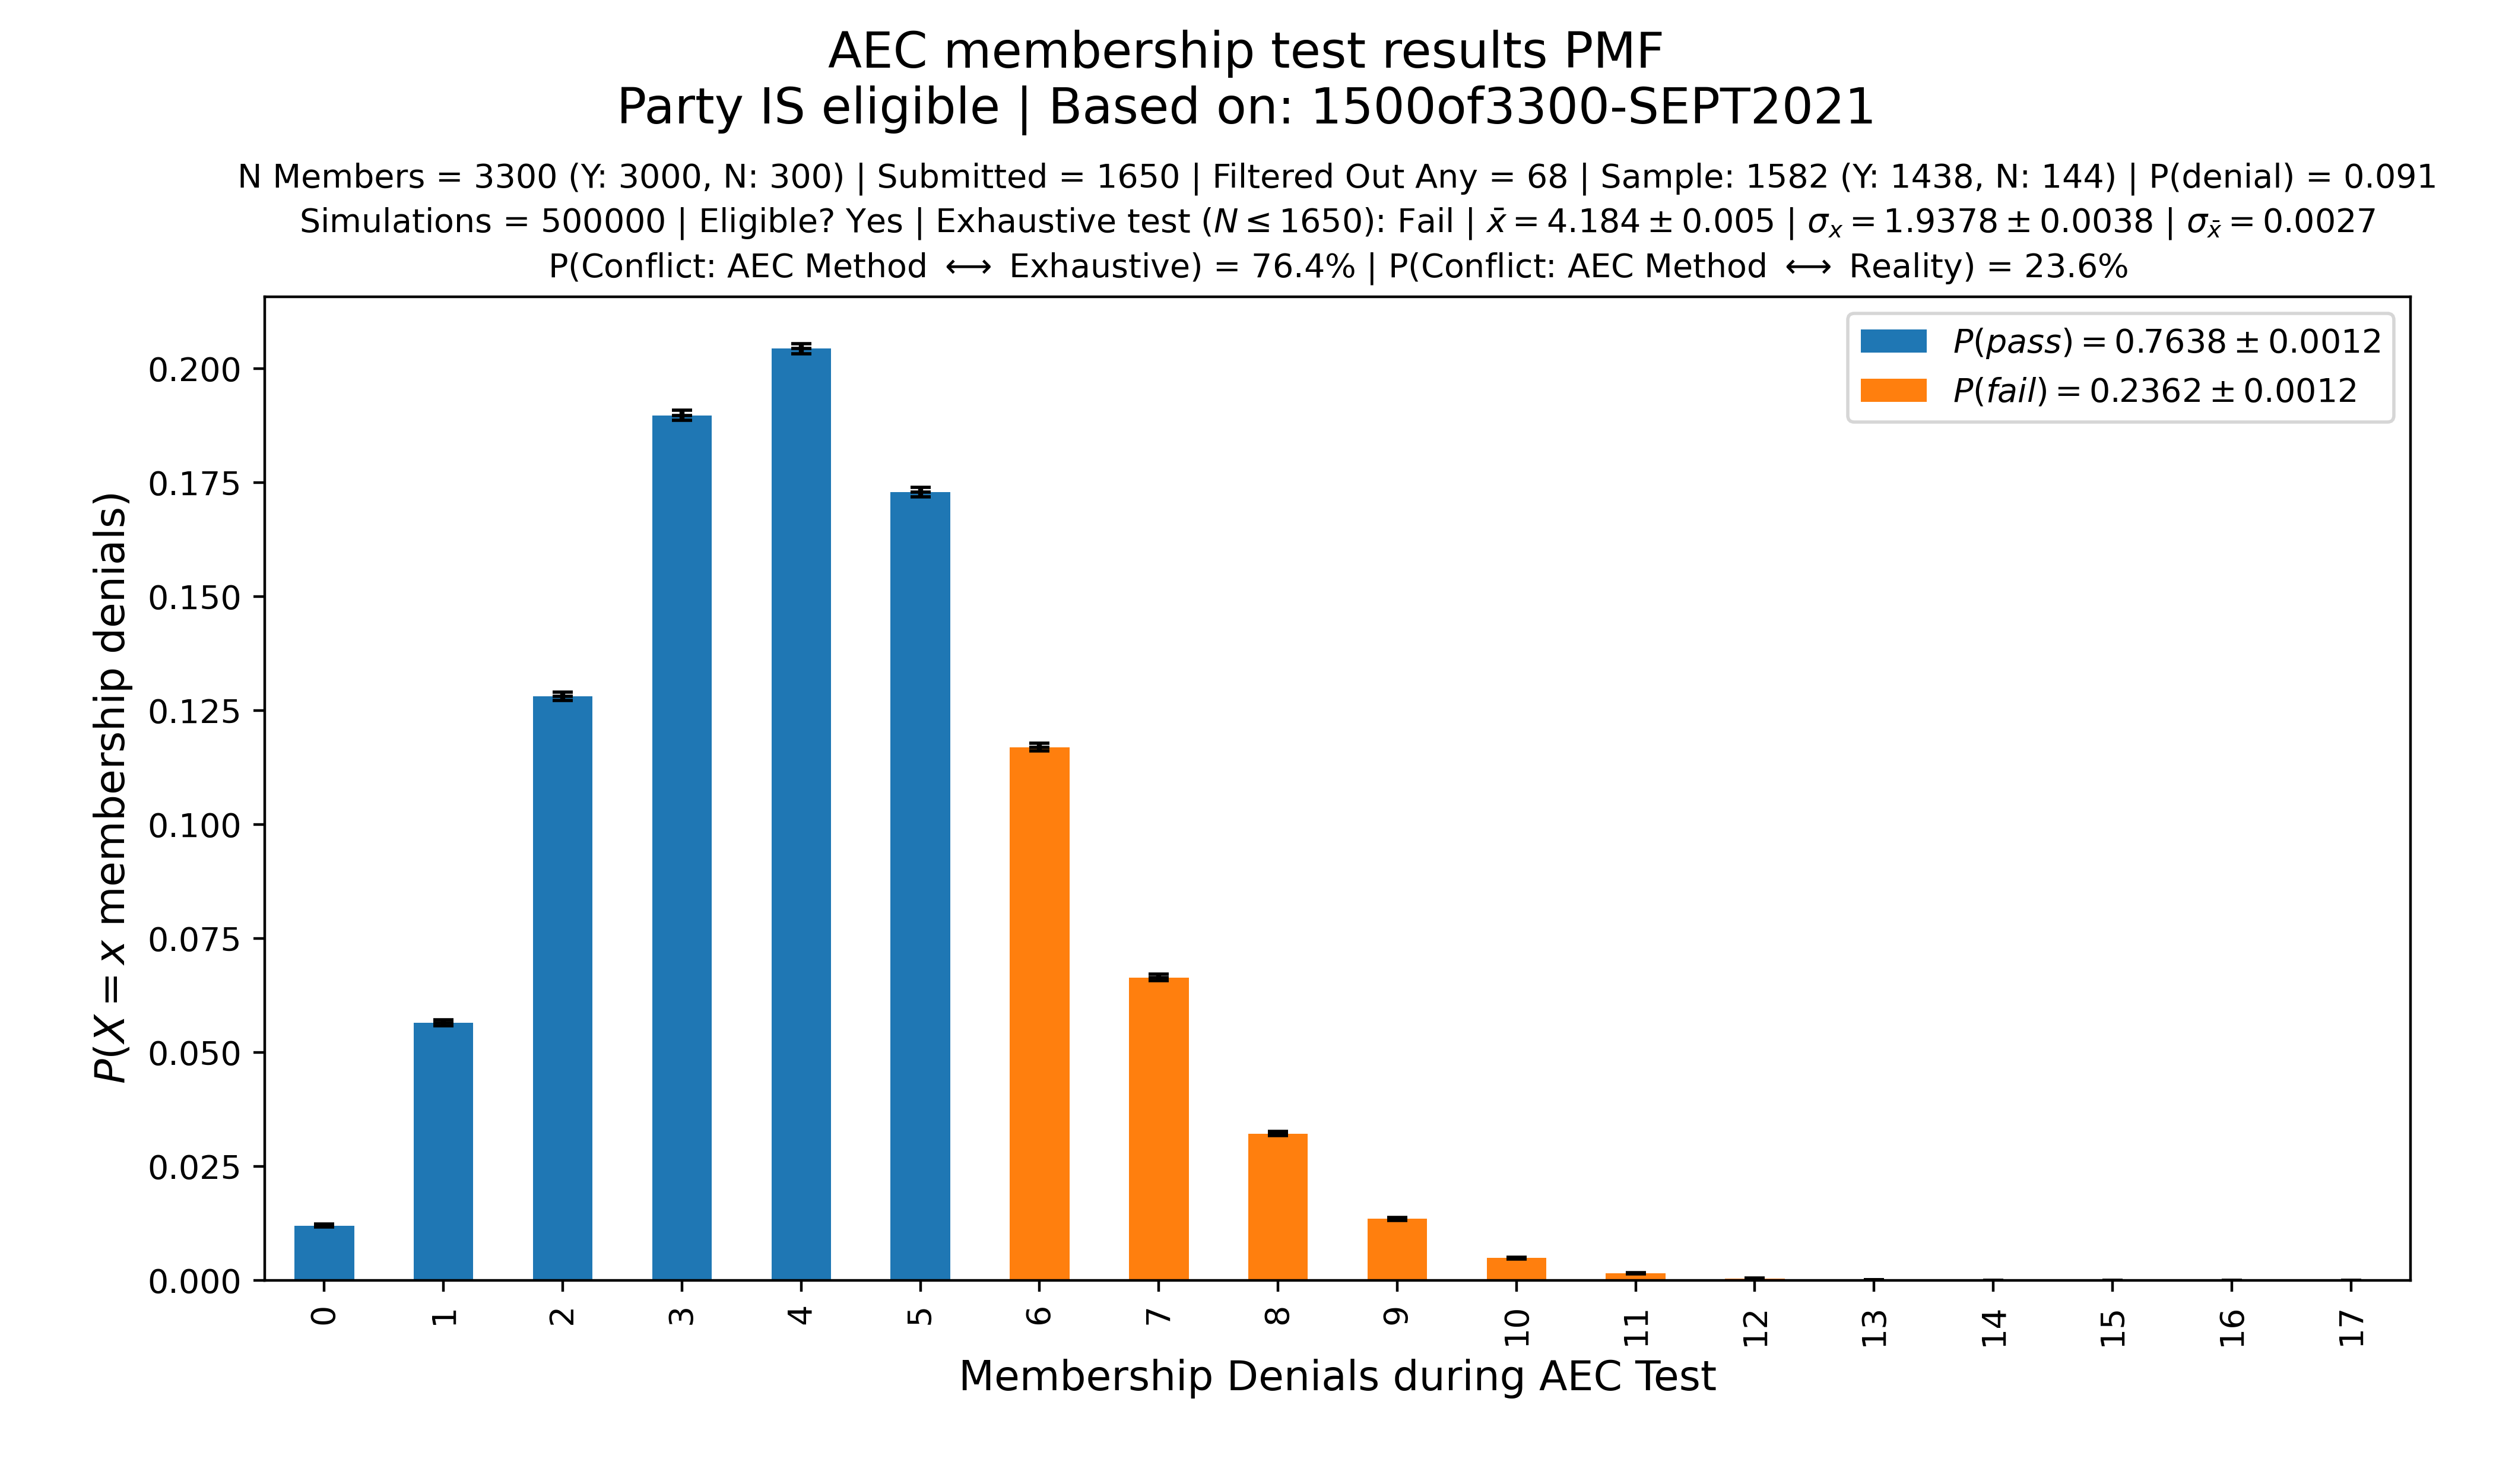 AEC membership test results PMF
Party IS eligible | Based on: 1500of3300-SEPT2021
N Members = 3300 (Y: 3000, N: 300) | Submitted = 1650 | Filtered Out Any = 68 | Sample: 1582 (Y: 1438, N: 144) | P(denial) = 0.091
Simulations = 500000 | Eligible? Yes | Exhaustive test (N ≤ 1650): Fail | x̄ = 4.184 ± 0.005 | σₓ = 1.9378 ± 0.0038 | σ_x̄ = 0.0027
P(Conflict: AEC Method ⟷ Exhaustive) = 76.4% | P(Conflict: AEC Method ⟷ Reality) = 23.6%
P(pass) = 0.7638 ± 0.0012
P(fail) = 0.2362 ± 0.0012
P(X = x membership denials)
0.200
0.175
0.150
0.125
0.100
0.075
0.050
0.025
0.000
0 1 2 3 4 5 6 7 8 9 10 11 12 13 14 15 16 17
Membership Denials during AEC Test